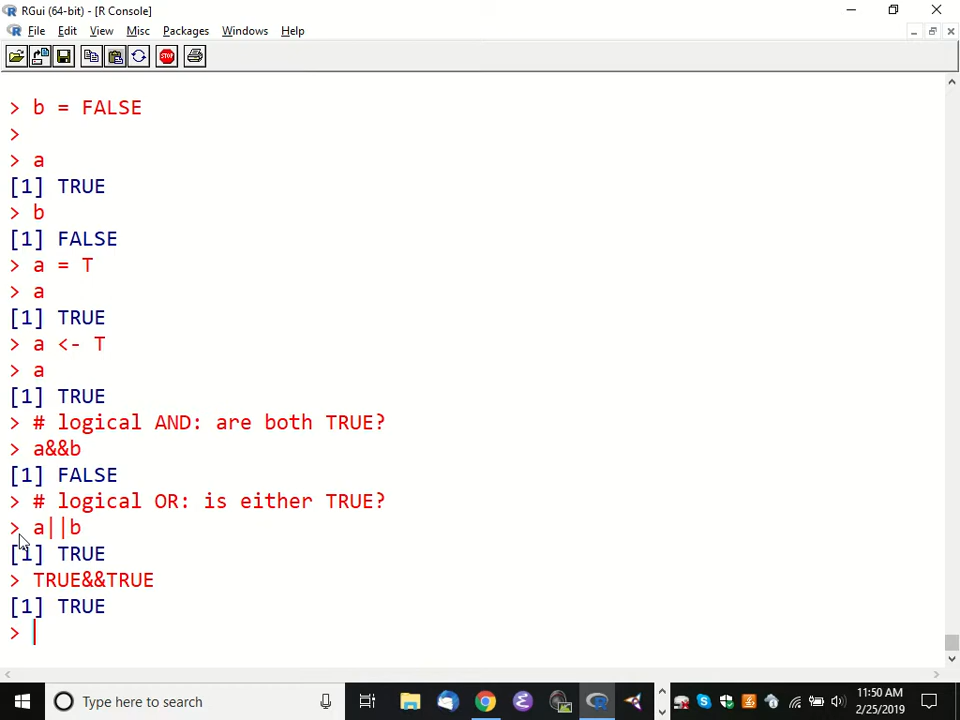 RGui (64-bit) - [R Console]
File Edit View Misc Packages Windows Help
STOP
> b = FALSE
>
> a
[1] TRUE
> b
[1] FALSE
> a = T
> a
[1] TRUE
> a <- T
> a
[1] TRUE
> # logical AND: are both TRUE?
> a&&b
[1] FALSE
> # logical OR: is either TRUE?
> a||b
[1] TRUE
> TRUE&&TRUE
[1] TRUE
>
Type here to search
11:50 AM
2/25/2019